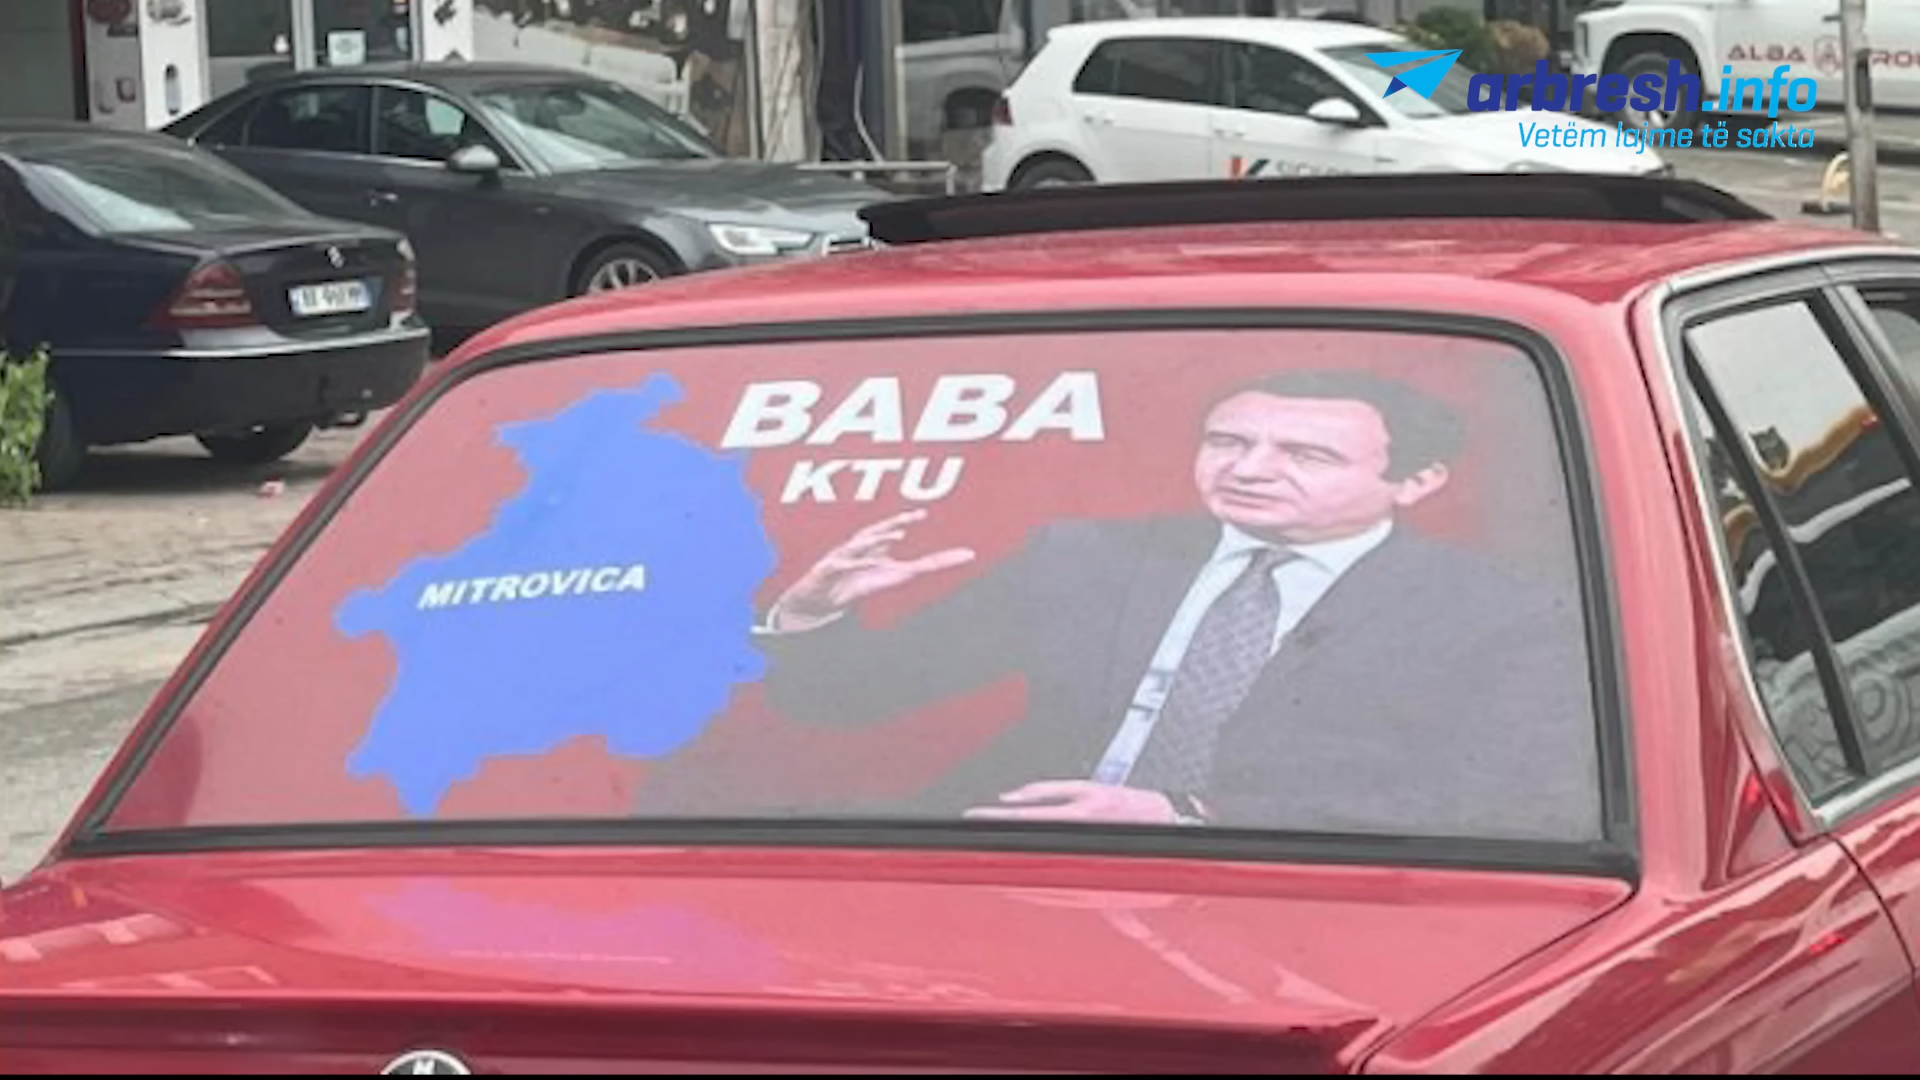 arbresh.info
Vetëm lajme të sakta
ALBA
BABA
KTU
MITROVICA